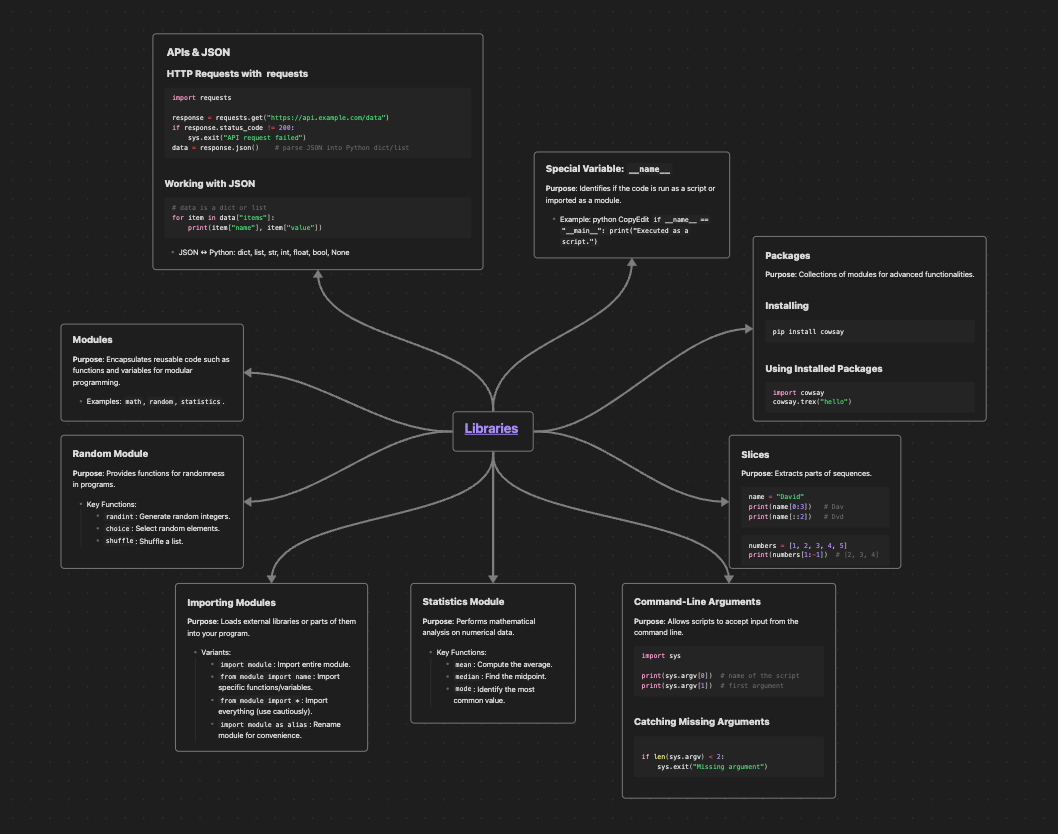 APIs & JSON
HTTP Requests with requests
import requests
response = requests.get("https://api.example.com/data")
if response.status_code != 200:
sys.exit("API request failed")
data = response.json() # parse JSON into Python dict/list
Working with JSON
# data is a dict or list
for item in data["items"]:
print(item["name"], item["value"])
• JSON ↔ Python: dict, list, str, int, float, bool, None
Special Variable: __name__
Purpose: Identifies if the code is run as a script or
imported as a module.
• Example: python CopyEdit if __name__ ==
"__main__": print("Executed as a
script.")
Packages
Purpose: Collections of modules for advanced functionalities.
Installing
pip install cowsay
Using Installed Packages
import cowsay
cowsay.trex("hello")
Modules
Purpose: Encapsulates reusable code such as
functions and variables for modular
programming.
• Examples: math, random, statistics.
Libraries
Random Module
Purpose: Provides functions for randomness
in programs.
• Key Functions:
• randint: Generate random integers.
• choice: Select random elements.
• shuffle: Shuffle a list.
Slices
Purpose: Extracts parts of sequences.
name = "David"
print(name[0:3]) # Dav
print(name[::2]) # Dvd
numbers = [1, 2, 3, 4, 5]
print(numbers[1:-1]) # [2, 3, 4]
Importing Modules
Purpose: Loads external libraries or parts of them
into your program.
• Variants:
• import module: Import entire module.
• from module import name: Import
specific functions/variables.
• from module import *: Import
everything (use cautiously).
• import module as alias: Rename
module for convenience.
Statistics Module
Purpose: Performs mathematical
analysis on numerical data.
• Key Functions:
• mean: Compute the average.
• median: Find the midpoint.
• mode: Identify the most
common value.
Command-Line Arguments
Purpose: Allows scripts to accept input from the
command line.
import sys
print(sys.argv[0]) # name of the script
print(sys.argv[1]) # first argument
Catching Missing Arguments
if len(sys.argv) < 2:
sys.exit("Missing argument")